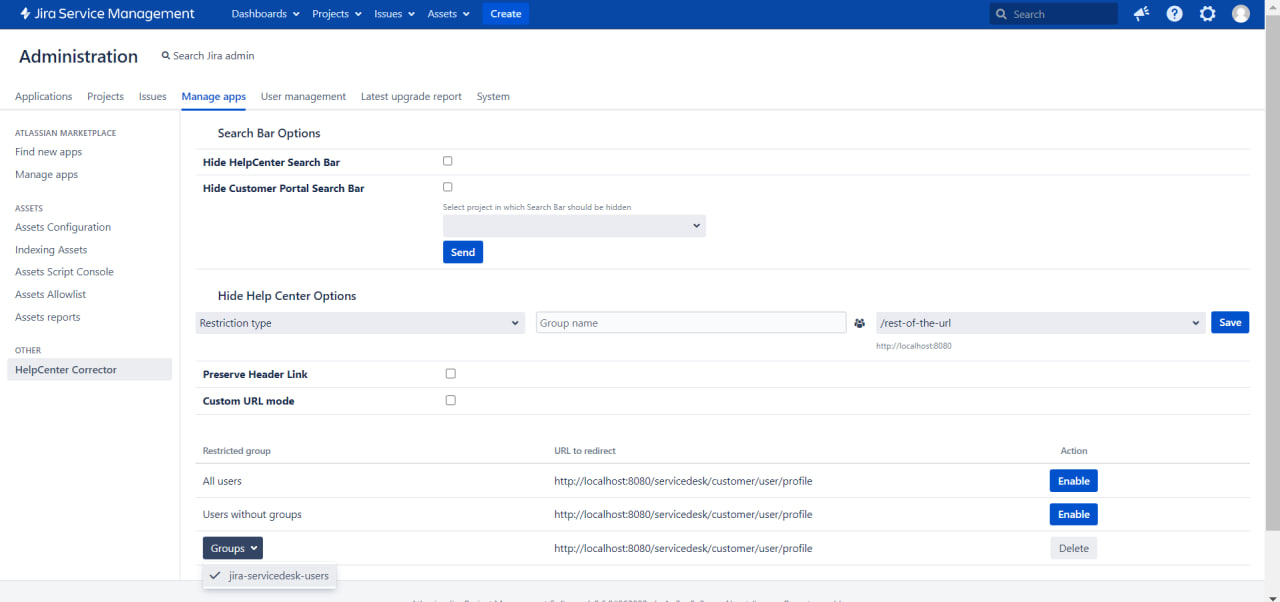 Jira Service Management Dashboards Projects Issues Assets Create Search
Administration Search Jira admin
Applications Projects Issues Manage apps User management Latest upgrade report System
ATLASSIAN MARKETPLACE
Find new apps
Manage apps
ASSETS
Assets Configuration
Indexing Assets
Assets Script Console
Assets Allowlist
Assets reports
OTHER
HelpCenter Corrector
Search Bar Options
Hide HelpCenter Search Bar
Hide Customer Portal Search Bar
Select project in which Search Bar should be hidden
Send
Hide Help Center Options
Restriction type Group name /rest-of-the-url Save
http://localhost:8080
Preserve Header Link
Custom URL mode
Restricted group URL to redirect Action
All users http://localhost:8080/servicedesk/customer/user/profile Enable
Users without groups http://localhost:8080/servicedesk/customer/user/profile Enable
Groups http://localhost:8080/servicedesk/customer/user/profile Delete
jira-servicedesk-users